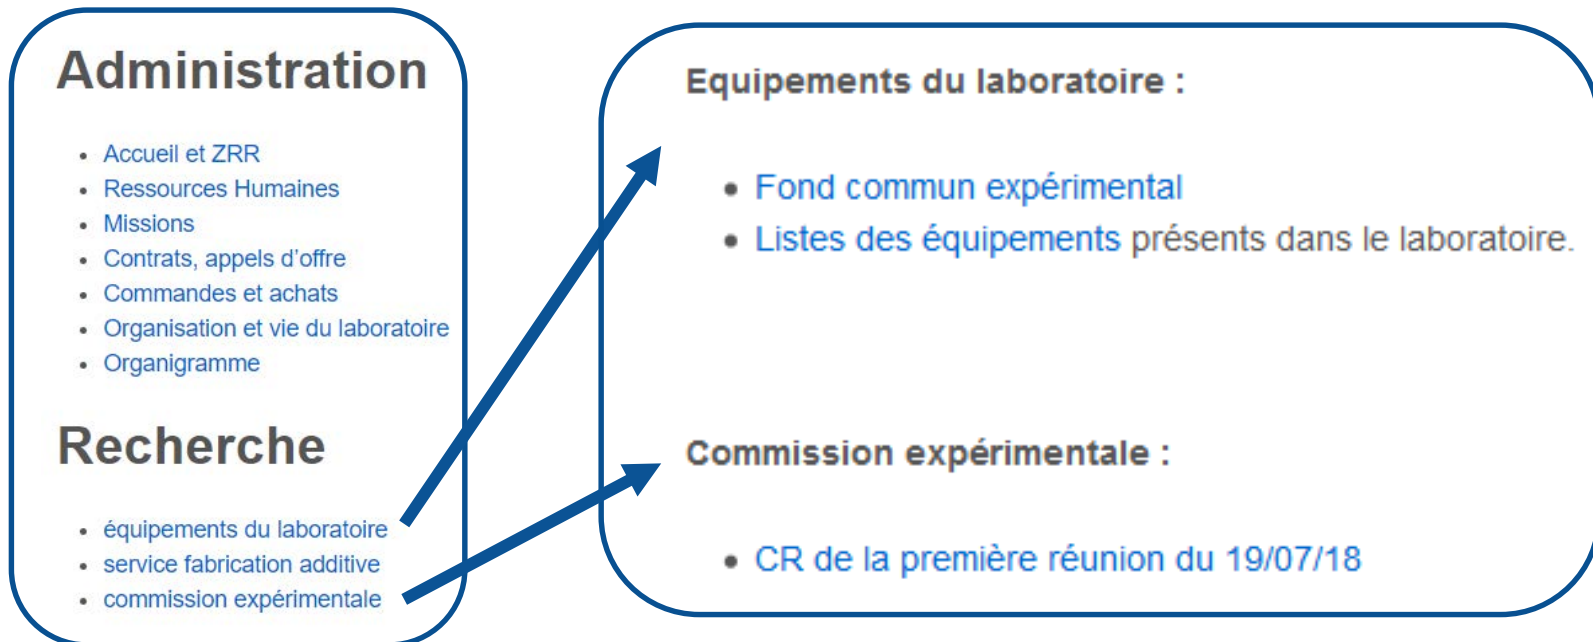 Administration
• Accueil et ZRR
• Ressources Humaines
• Missions
• Contrats, appels d’offre
• Commandes et achats
• Organisation et vie du laboratoire
• Organigramme
Recherche
• équipements du laboratoire
• service fabrication additive
• commission expérimentale
Equipements du laboratoire :
• Fond commun expérimental
• Listes des équipements présents dans le laboratoire.
Commission expérimentale :
• CR de la première réunion du 19/07/18